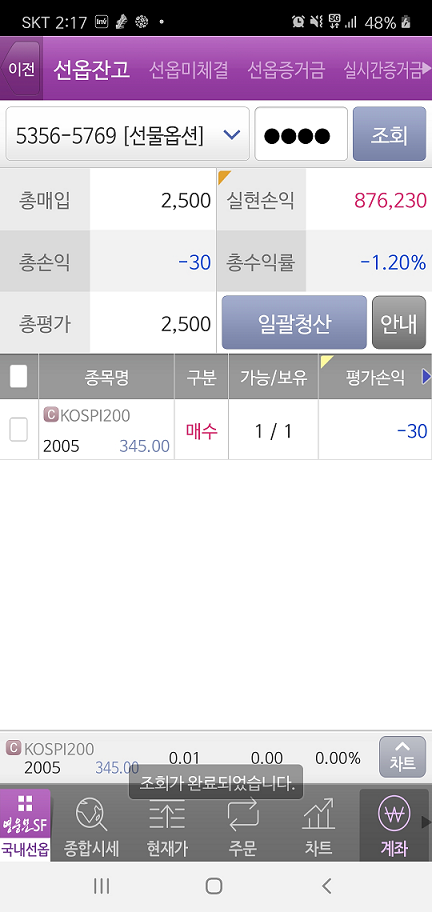 SKT 2:17 5G 48%
이전 선옵잔고 선옵미체결 선옵증거금 실시간증거금
5356-5769 [선물옵션] ●●●● 조회
총매입 2,500 실현손익 876,230
총손익 -30 총수익률 -1.20%
총평가 2,500 일괄청산 안내
종목명 구분 가능/보유 평가손익
C KOSPI200
2005 345.00 매수 1 / 1 -30
C KOSPI200
2005 345.00 0.01 0.00 0.00% 차트
조회가 완료되었습니다.
영웅문SF
국내선옵 종합시세 현재가 주문 차트 계좌